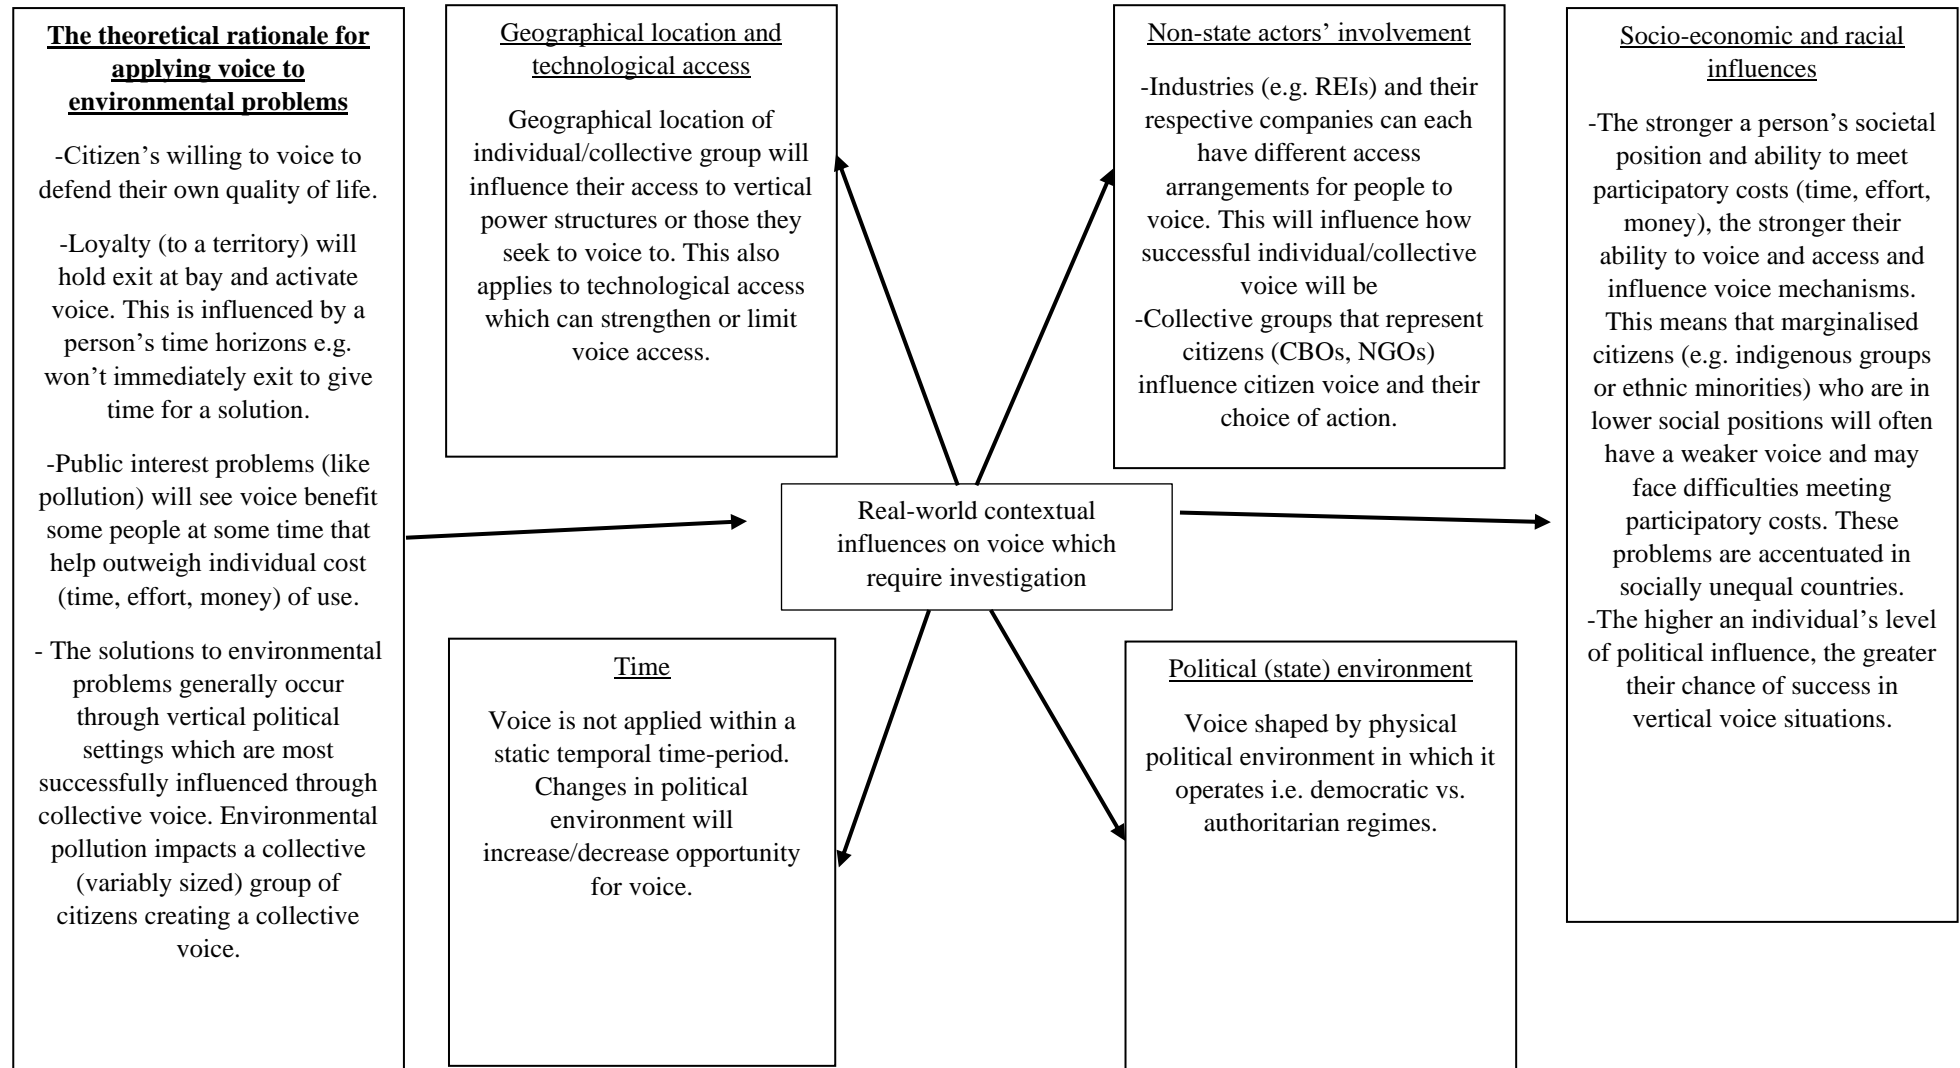 The theoretical rationale for
applying voice to
environmental problems
-Citizen’s willing to voice to
defend their own quality of life.
-Loyalty (to a territory) will
hold exit at bay and activate
voice. This is influenced by a
person’s time horizons e.g.
won’t immediately exit to give
time for a solution.
-Public interest problems (like
pollution) will see voice benefit
some people at some time that
help outweigh individual cost
(time, effort, money) of use.
- The solutions to environmental
problems generally occur
through vertical political
settings which are most
successfully influenced through
collective voice. Environmental
pollution impacts a collective
(variably sized) group of
citizens creating a collective
voice.
Geographical location and
technological access
Geographical location of
individual/collective group will
influence their access to vertical
power structures or those they
seek to voice to. This also
applies to technological access
which can strengthen or limit
voice access.
Non-state actors’ involvement
-Industries (e.g. REIs) and their
respective companies can each
have different access
arrangements for people to
voice. This will influence how
successful individual/collective
voice will be
-Collective groups that represent
citizens (CBOs, NGOs)
influence citizen voice and their
choice of action.
Real-world contextual
influences on voice which
require investigation
Time
Voice is not applied within a
static temporal time-period.
Changes in political
environment will
increase/decrease opportunity
for voice.
Political (state) environment
Voice shaped by physical
political environment in which it
operates i.e. democratic vs.
authoritarian regimes.
Socio-economic and racial
influences
-The stronger a person’s societal
position and ability to meet
participatory costs (time, effort,
money), the stronger their
ability to voice and access and
influence voice mechanisms.
This means that marginalised
citizens (e.g. indigenous groups
or ethnic minorities) who are in
lower social positions will often
have a weaker voice and may
face difficulties meeting
participatory costs. These
problems are accentuated in
socially unequal countries.
-The higher an individual’s level
of political influence, the greater
their chance of success in
vertical voice situations.